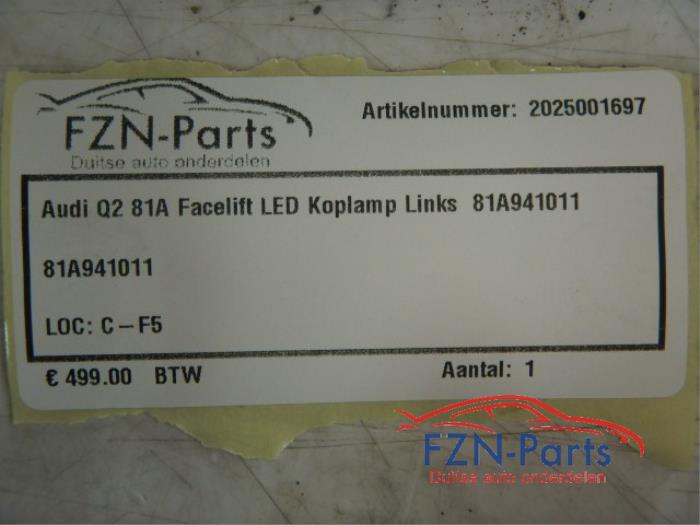 FZN-Parts
Duitse auto onderdelen
Artikelnummer: 2025001697
Audi Q2 81A Facelift LED Koplamp Links 81A941011
81A941011
LOC: C-F5
€ 499.00 BTW
Aantal: 1
FZN-Parts
Duitse auto onderdelen